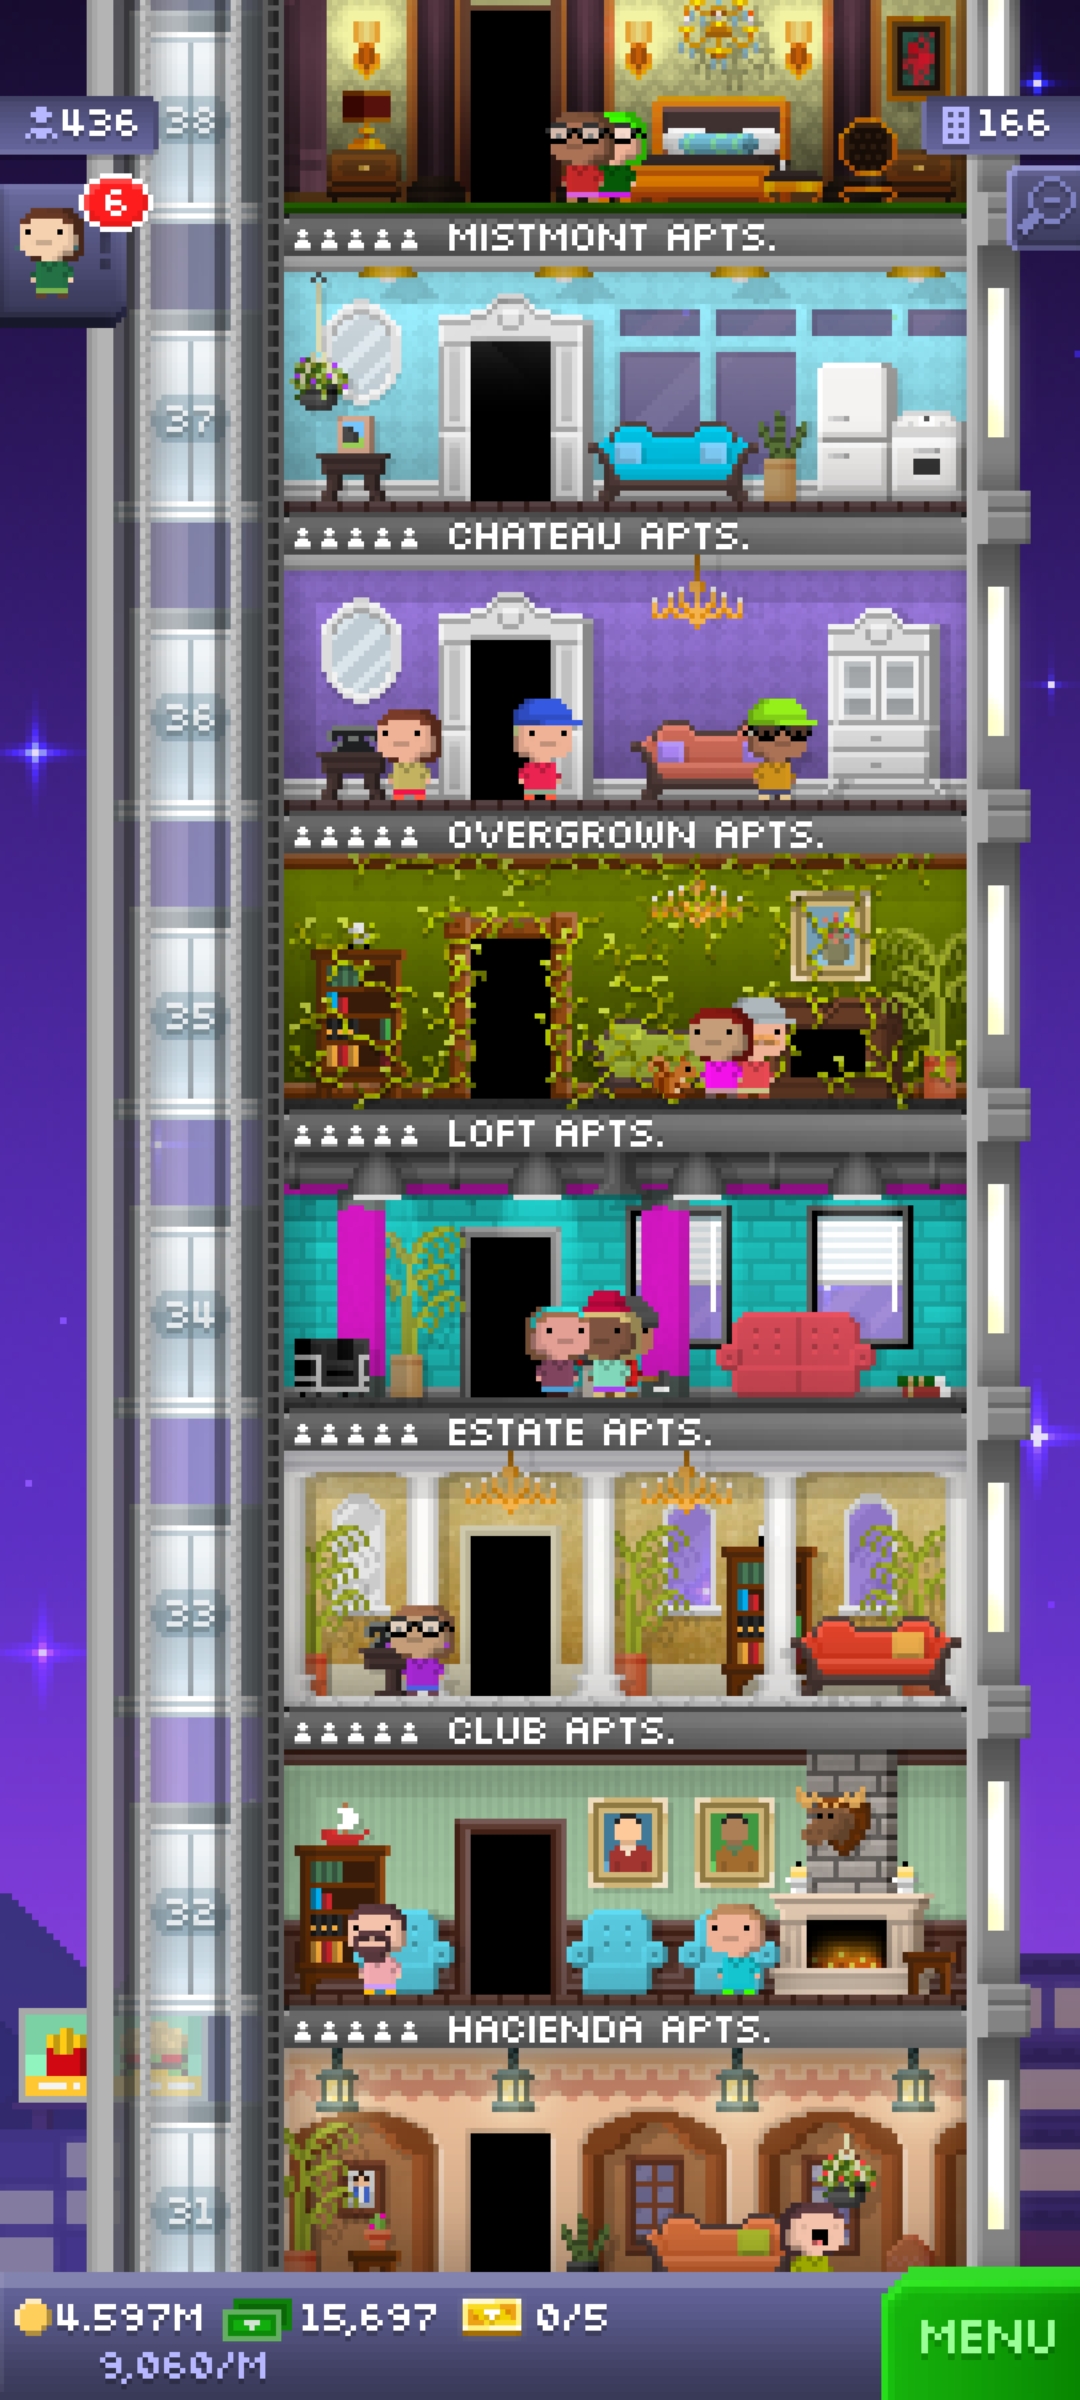 436
38
166
6
MISTMONT APTS.
37
CHATEAU APTS.
36
OVERGROWN APTS.
35
LOFT APTS.
34
ESTATE APTS.
33
CLUB APTS.
32
HACIENDA APTS.
31
4.597M 15,697 0/5
MENU
9,060/M